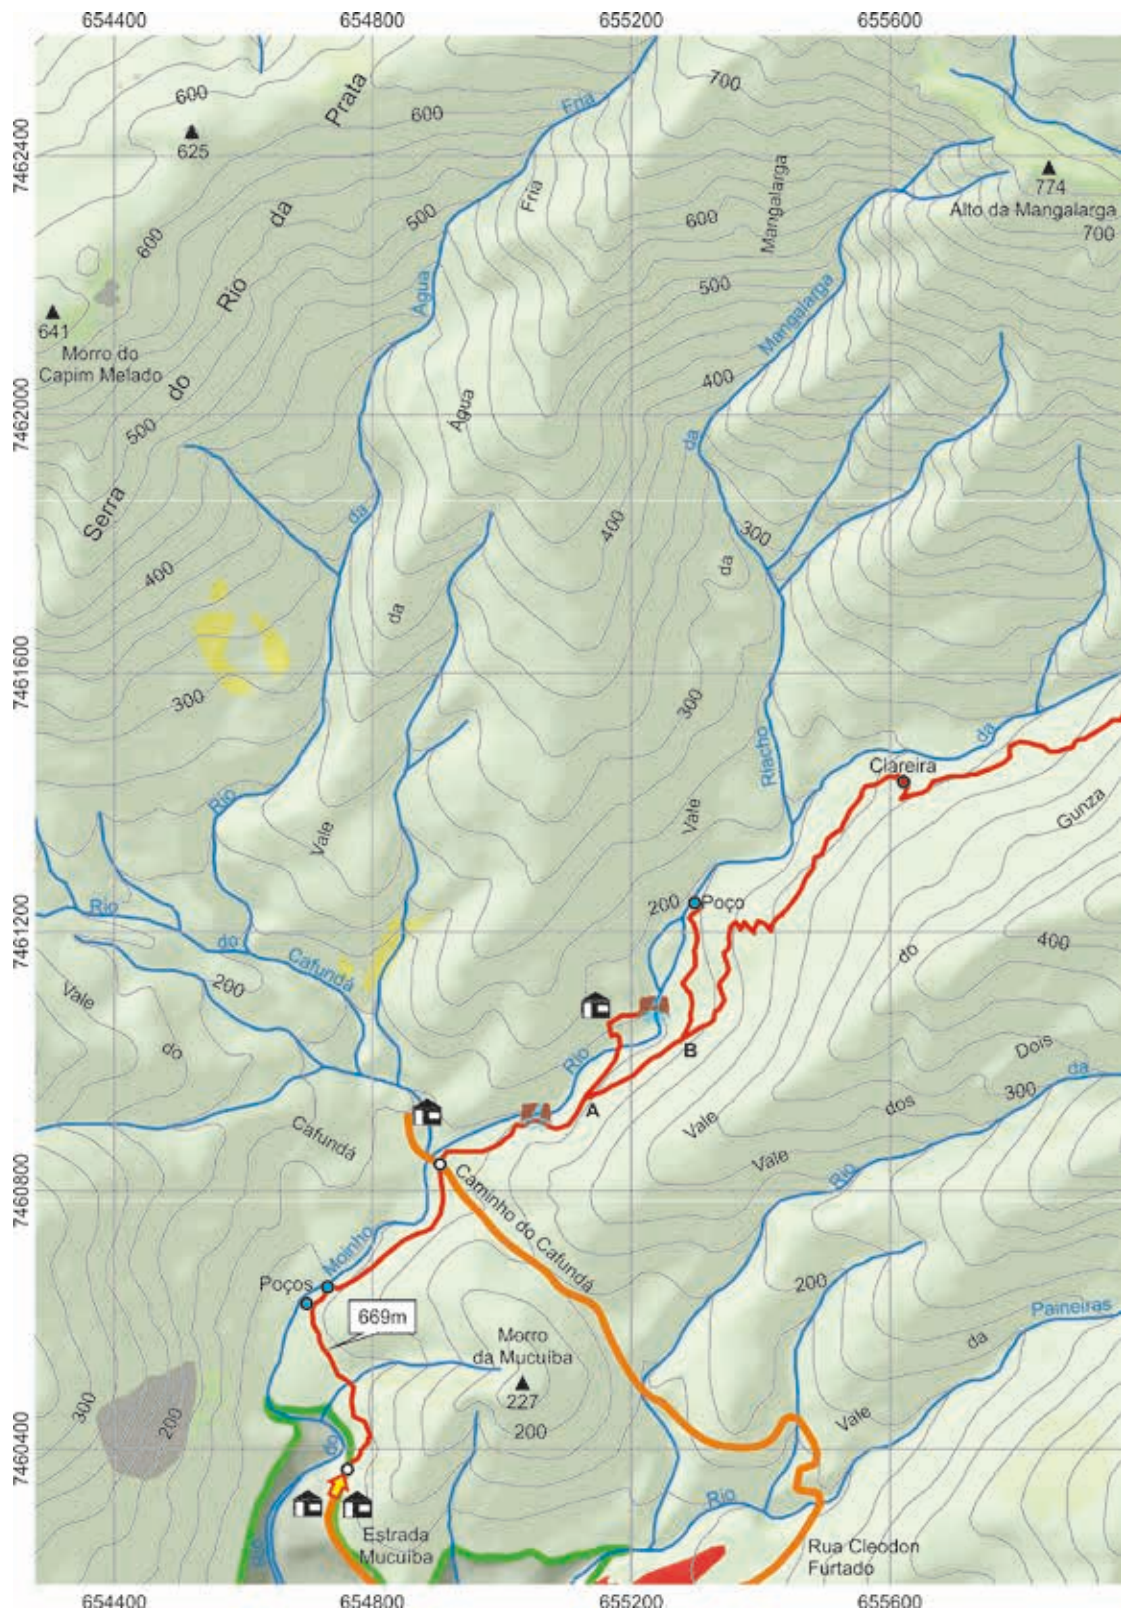 654400
654800
655200
655600
7462400
7462000
7461600
7461200
7460800
7460400
600
625
Prata
600
Fria
700
Fria
500
da
600
Rio
600
Mangalarga
774
Alto da Mangalarga
700
500
641
Morro do
Capim Melado
Água
Mangalarga
400
do
500
Água
da
Serra
da
400
300
400
da
da
300
300
Riacho
da
Clareira
Rio
Vale
Vale
Gunza
Rio
do
Cafundá
200
Poço
200
do
400
Vale
do
Rio
B
Dois
da
A
dos
300
Cafundá
Vale
Vale
Rio
Caminho do Cafundá
Moinho
Poços
669m
200
Paineiras
da
Morro
da Mucuíba
227
200
300
200
Vale
do
Rio
Estrada
Mucuíba
Rio
Rua Cleodon
Furtado
654400
654800
655200
655600